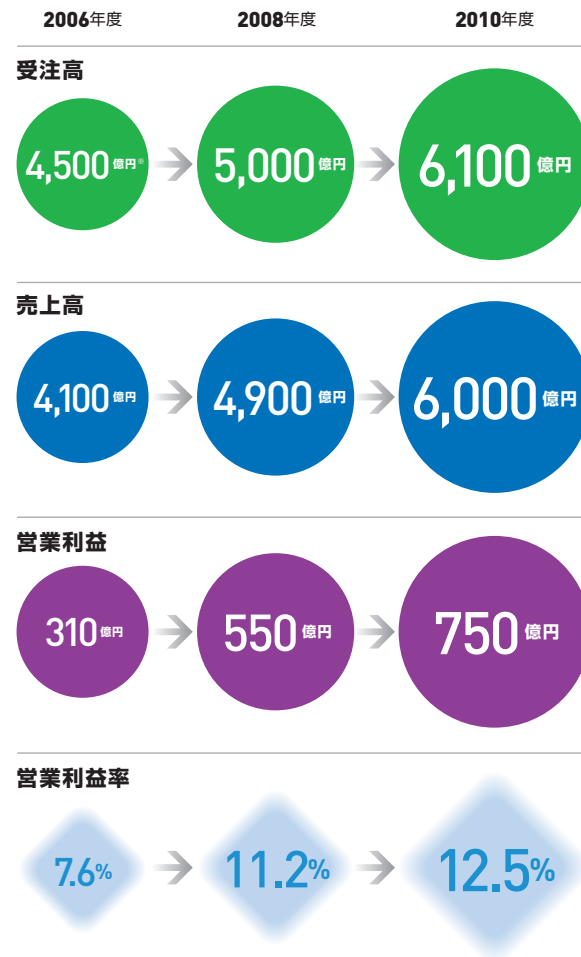 2006年度 2008年度 2010年度
受注高
4,500億円※ 5,000億円 6,100億円
売上高
4,100億円 4,900億円 6,000億円
営業利益
310億円 550億円 750億円
営業利益率
7.6% 11.2% 12.5%